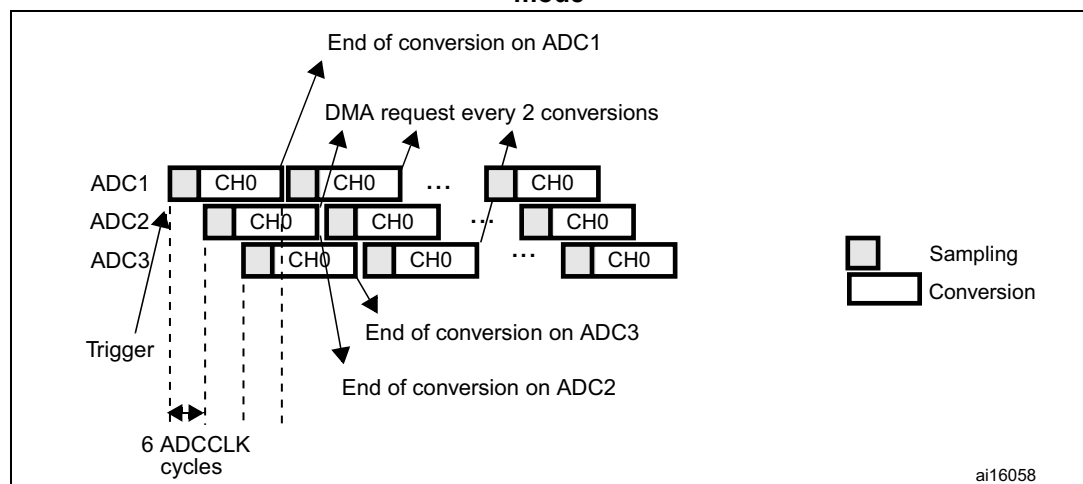 mode
End of conversion on ADC1
DMA request every 2 conversions
ADC1 CH0 CH0 ... CH0
ADC2 CH0 CH0 ... CH0
ADC3 CH0 CH0 ... CH0
Sampling
Conversion
End of conversion on ADC3
Trigger
End of conversion on ADC2
6 ADCCLK
cycles
ai16058